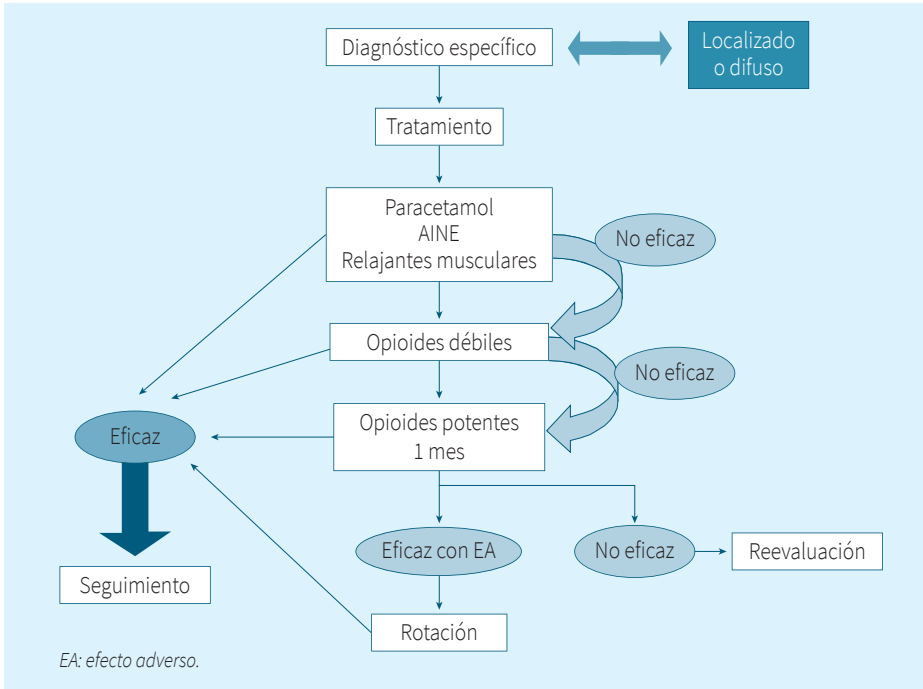 Diagnóstico específico
Localizado
o difuso
Tratamiento
Paracetamol
AINE
Relajantes musculares
No eficaz
Opioides débiles
No eficaz
Opioides potentes
1 mes
Eficaz
Eficaz con EA
No eficaz
Reevaluación
Seguimiento
Rotación
EA: efecto adverso.